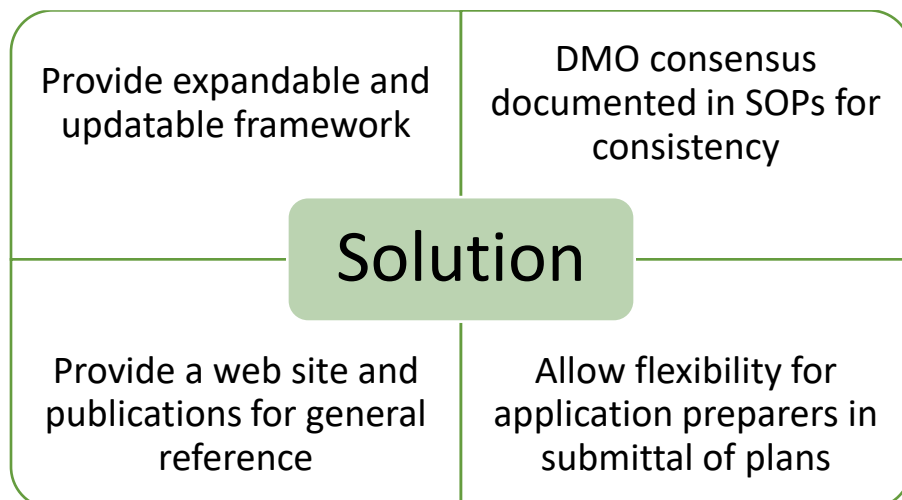 Provide expandable and
updatable framework
DMO consensus
documented in SOPs for
consistency
Solution
Provide a web site and
publications for general
reference
Allow flexibility for
application preparers in
submittal of plans